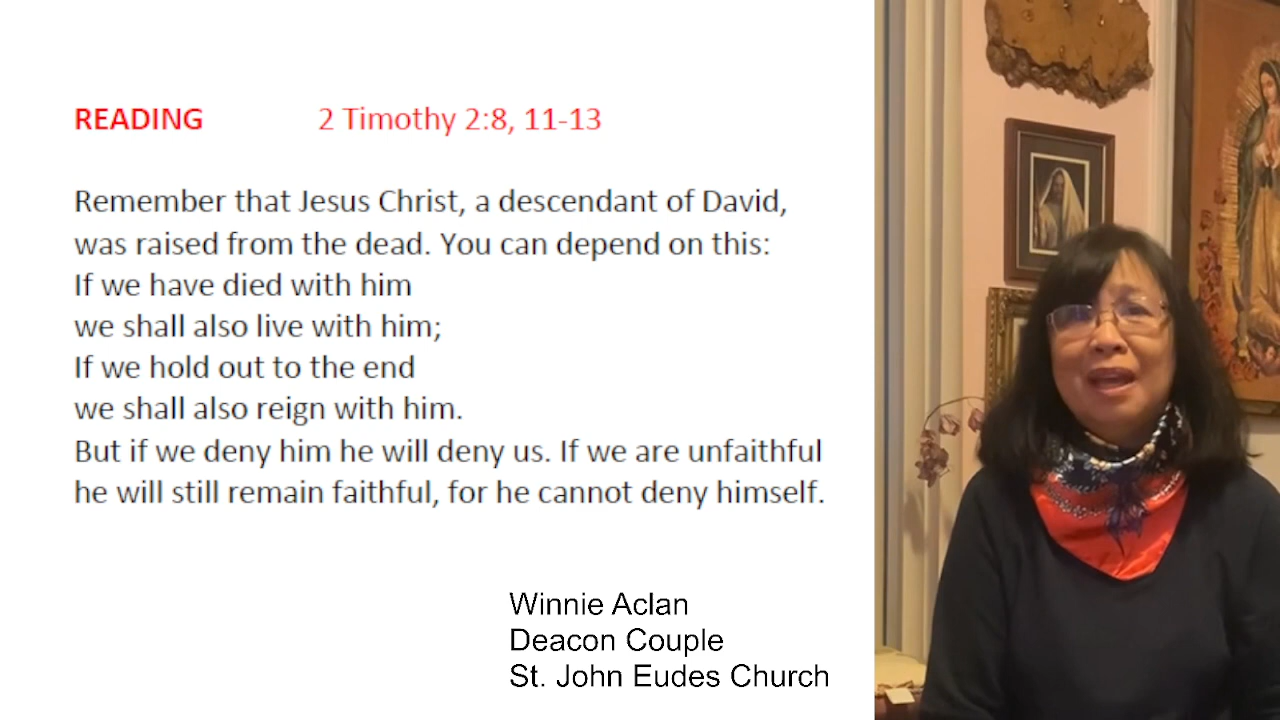 READING 2 Timothy 2:8, 11-13
Remember that Jesus Christ, a descendant of David,
was raised from the dead. You can depend on this:
If we have died with him
we shall also live with him;
If we hold out to the end
we shall also reign with him.
But if we deny him he will deny us. If we are unfaithful
he will still remain faithful, for he cannot deny himself.
Winnie Aclan
Deacon Couple
St. John Eudes Church